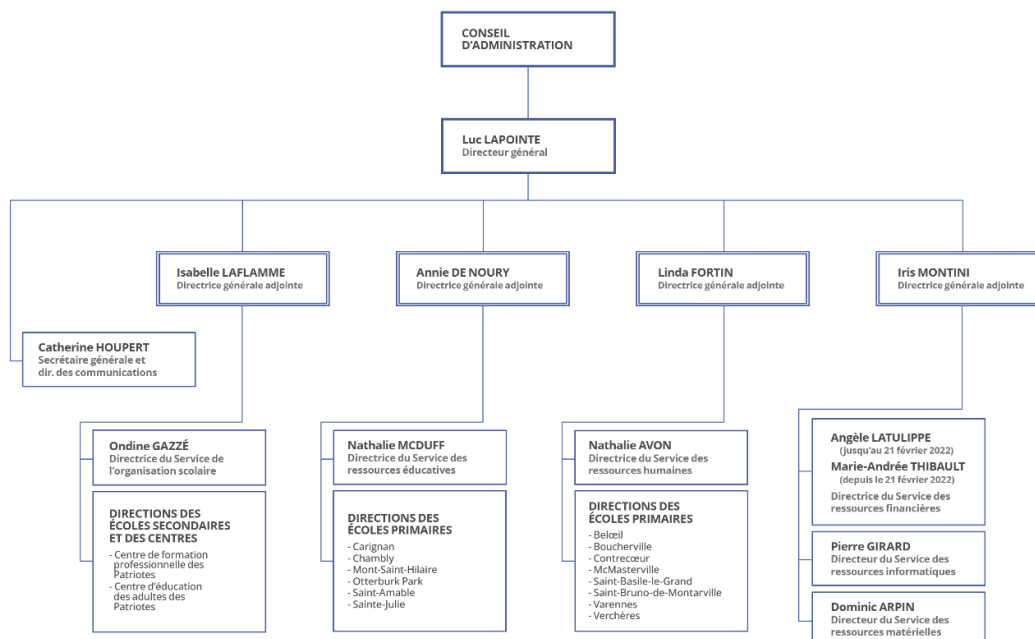 CONSEIL
D'ADMINISTRATION
Luc LAPOINTE
Directeur général
Isabelle LAFLAMME
Directrice générale adjointe
Annie DE NOURY
Directrice générale adjointe
Linda FORTIN
Directrice générale adjointe
Iris MONTINI
Directrice générale adjointe
Catherine HOUPERT
Secrétaire générale et
dir. des communications
Ondine GAZZÉ
Directrice du Service de
l'organisation scolaire
DIRECTIONS DES
ÉCOLES SECONDAIRES
ET DES CENTRES
- Centre de formation
professionnelle des
Patriotes
- Centre d'éducation
des adultes des
Patriotes
Nathalie MCDUFF
Directrice du Service des
ressources éducatives
DIRECTIONS DES
ÉCOLES PRIMAIRES
- Carignan
- Chambly
- Mont-Saint-Hilaire
- Otterburk Park
- Saint-Amable
- Sainte-Julie
Nathalie AVON
Directrice du Service des
ressources humaines
DIRECTIONS DES
ÉCOLES PRIMAIRES
- Belœil
- Boucherville
- Contrecœur
- McMasterville
- Saint-Basile-le-Grand
- Saint-Bruno-de-Montarville
- Varennes
- Verchères
Angèle LATULIPPE
(Jusqu'au 21 février 2022)
Marie-Andrée THIBAULT
(depuis le 21 février 2022)
Directrice du Service des
ressources financières
Pierre GIRARD
Directeur du Service des
ressources informatiques
Dominic ARPIN
Directeur du Service des
ressources matérielles